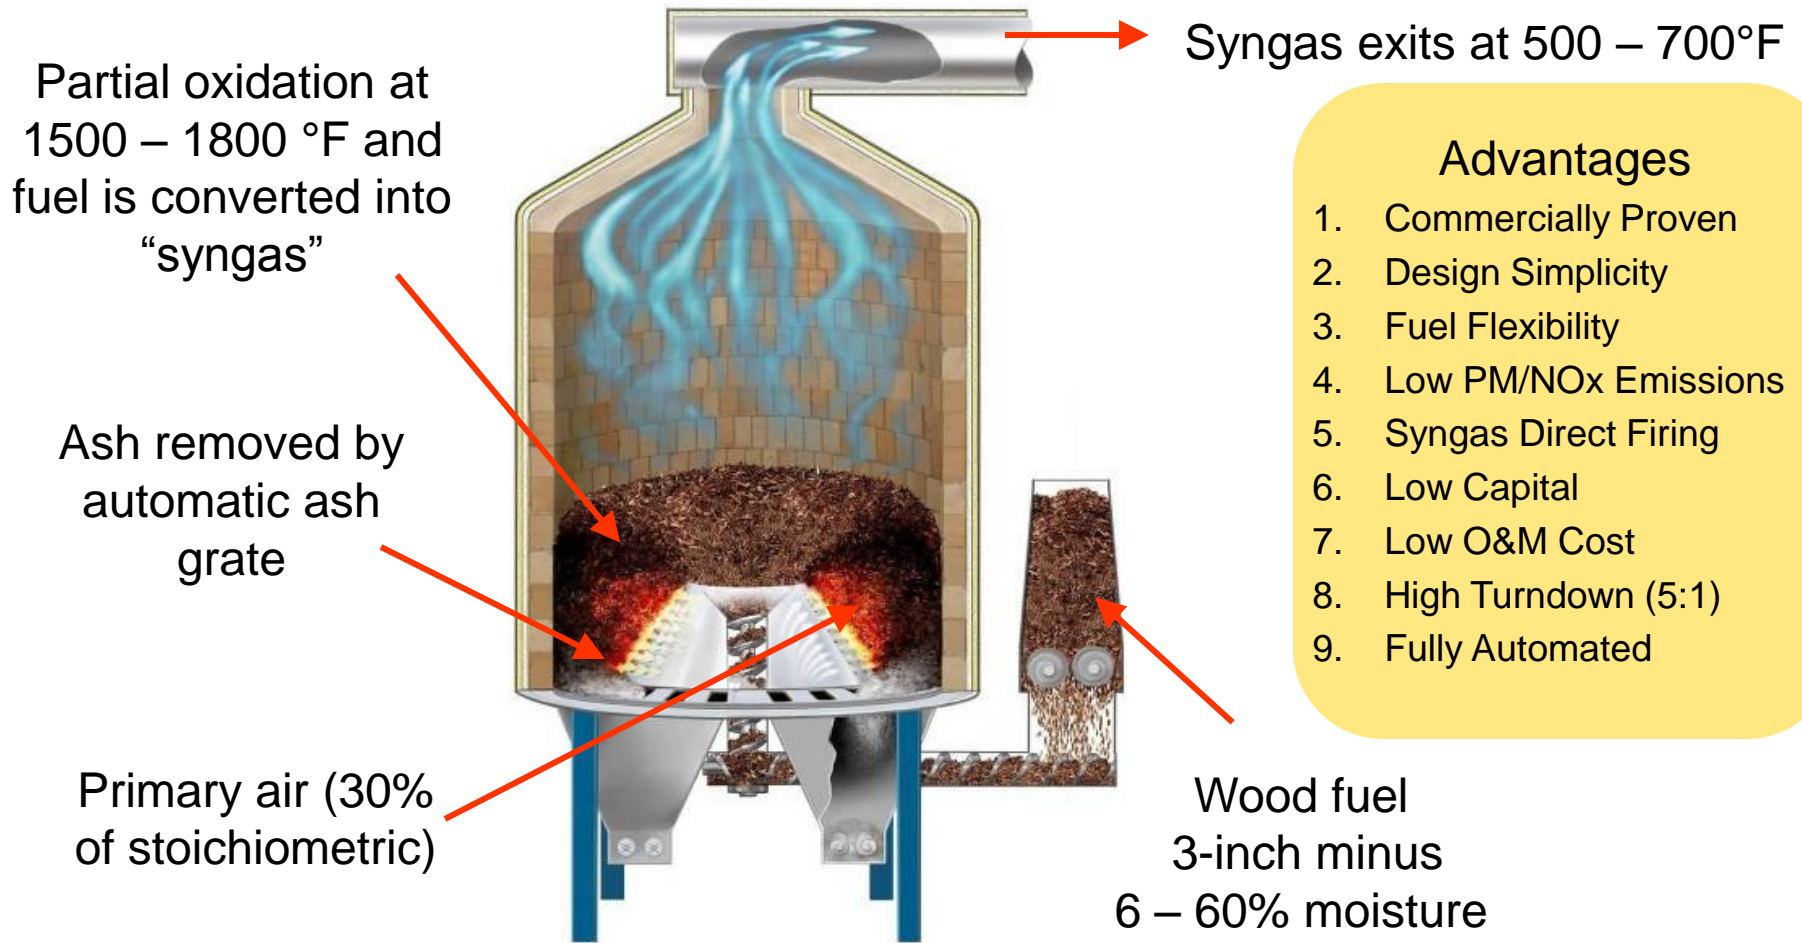 Partial oxidation at
1500 – 1800 °F and
fuel is converted into
“syngas”
Ash removed by
automatic ash
grate
Primary air (30%
of stoichiometric)
Syngas exits at 500 – 700°F
Advantages
1. Commercially Proven
2. Design Simplicity
3. Fuel Flexibility
4. Low PM/NOx Emissions
5. Syngas Direct Firing
6. Low Capital
7. Low O&M Cost
8. High Turndown (5:1)
9. Fully Automated
Wood fuel
3-inch minus
6 – 60% moisture